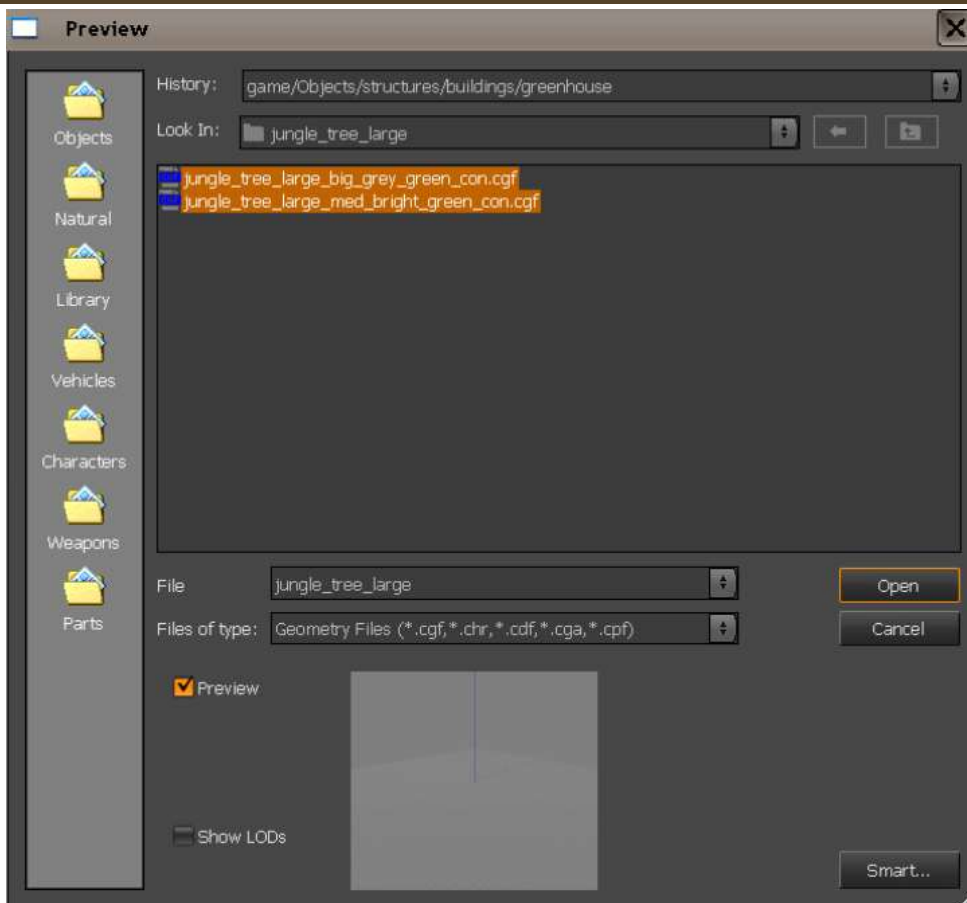 Preview
Objects
Natural
Library
Vehicles
Characters
Weapons
Parts
History: game/Objects/structures/buildings/greenhouse
Look In: jungle_tree_large
jungle_tree_large_big_grey_green_con.cgf
jungle_tree_large_med_bright_green_con.cgf
File jungle_tree_large Open
Files of type: Geometry Files (*.cgf,*.chr,*.cdf,*.cga,*.cpf) Cancel
Preview
Show LODs
Smart...